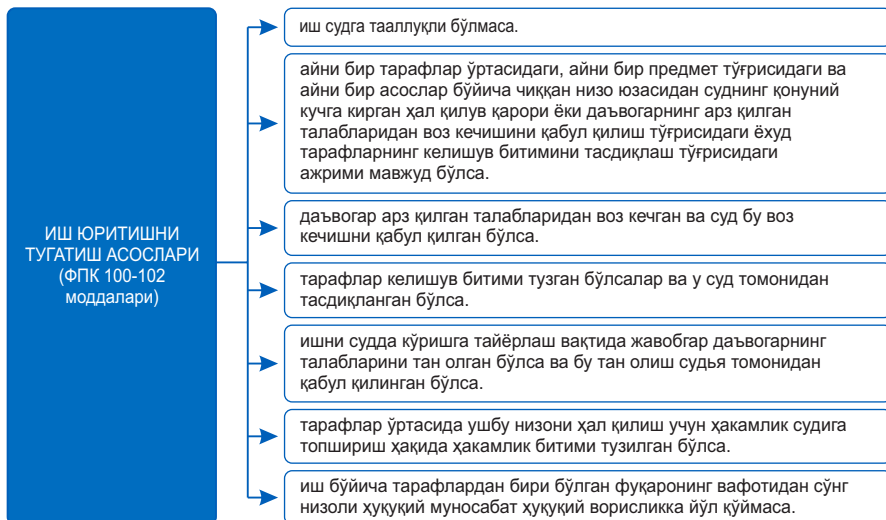 ИШ ЮРИТИШНИ
ТУГАТИШ АСОСЛАРИ
(ФПК 100-102
моддалари)
иш судга тааллуқли бўлмаса.
айни бир тарафлар ўртасидаги, айни бир предмет тўғрисидаги ва
айни бир асослар бўйича чиққан низо юзасидан суднинг қонуний
кучга кирган ҳал қилув қарори ёки даъвогарнинг арз қилган
талабларидан воз кечишини қабул қилиш тўғрисидаги ёхуд
тарафларнинг келишув битимини тасдиқлаш тўғрисидаги
ажрими мавжуд бўлса.
даъвогар арз қилган талабларидан воз кечган ва суд бу воз
кечишни қабул қилган бўлса.
тарафлар келишув битими тузган бўлсалар ва у суд томонидан
тасдиқланган бўлса.
ишни судда кўришга тайёрлаш вақтида жавобгар даъвогарнинг
талабларини тан олган бўлса ва бу тан олиш судья томонидан
қабул қилинган бўлса.
тарафлар ўртасида ушбу низони ҳал қилиш учун ҳакамлик судига
топшириш ҳақида ҳакамлик битими тузилган бўлса.
иш бўйича тарафлардан бири бўлган фуқаронинг вафотидан сўнг
низоли ҳуқуқий муносабат ҳуқуқий ворисликка йўл қўймаса.